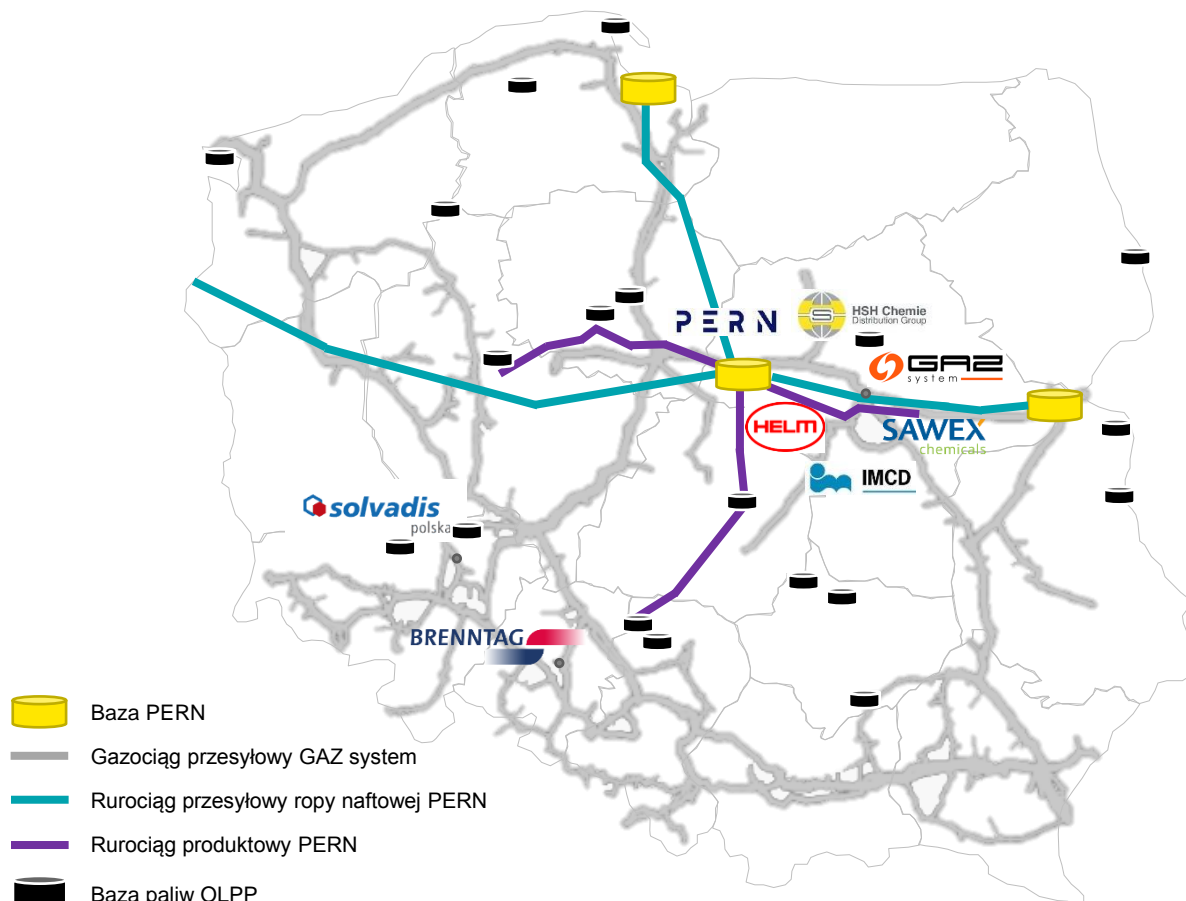 PERN
S
HSH Chemie
Distribution Group
GAZ
system
HELM
SAWEX
chemicals
IMCD
solvadis
polska
BRENNTAG
Baza PERN
Gazociąg przesyłowy GAZ system
Rurociąg przesyłowy ropy naftowej PERN
Rurociąg produktowy PERN
Baza paliw OLPP